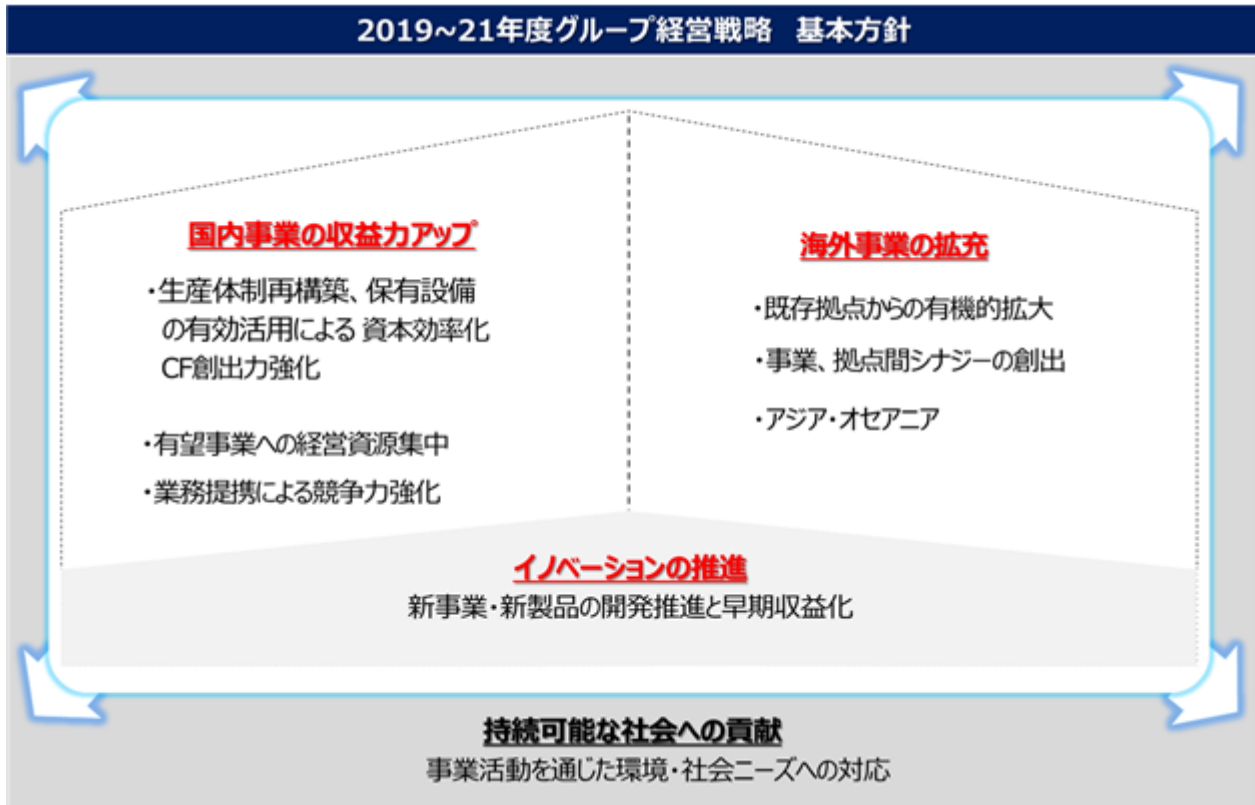 2019~21年度グループ経営戦略 基本方針
国内事業の収益力アップ
・生産体制再構築、保有設備
の有効活用による 資本効率化
CF創出力強化
・有望事業への経営資源集中
・業務提携による競争力強化
海外事業の拡充
・既存拠点からの有機的拡大
・事業、拠点間シナジーの創出
・アジア・オセアニア
イノベーションの推進
新事業・新製品の開発推進と早期収益化
持続可能な社会への貢献
事業活動を通じた環境・社会ニーズへの対応